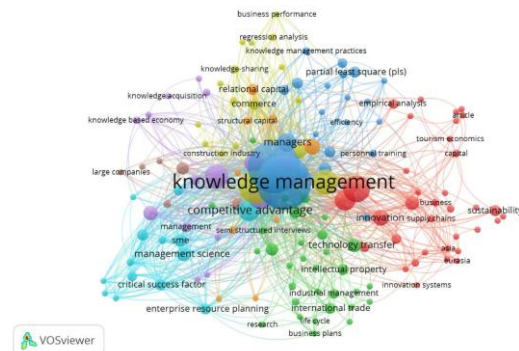 business performance
regression analysis
knowledge management practices
knowledge-sharing
partial least square (pls)
relational capital
empirical analysis
knowledge acquisition
commerce
article
structural capital
knowledge based economy
efficiency
tourism economics
managers
construction industry
personnel training
capital
large companies
knowledge management
business
competitive advantage
innovation
supply chains
sustainability
management
semi structured interviews
sme
technology transfer
management science
asia
intellectual property
eurasia
critical success factor
innovation systems
industrial management
enterprise resource planning
international trade
life cycle
research
business plans
VOSviewer